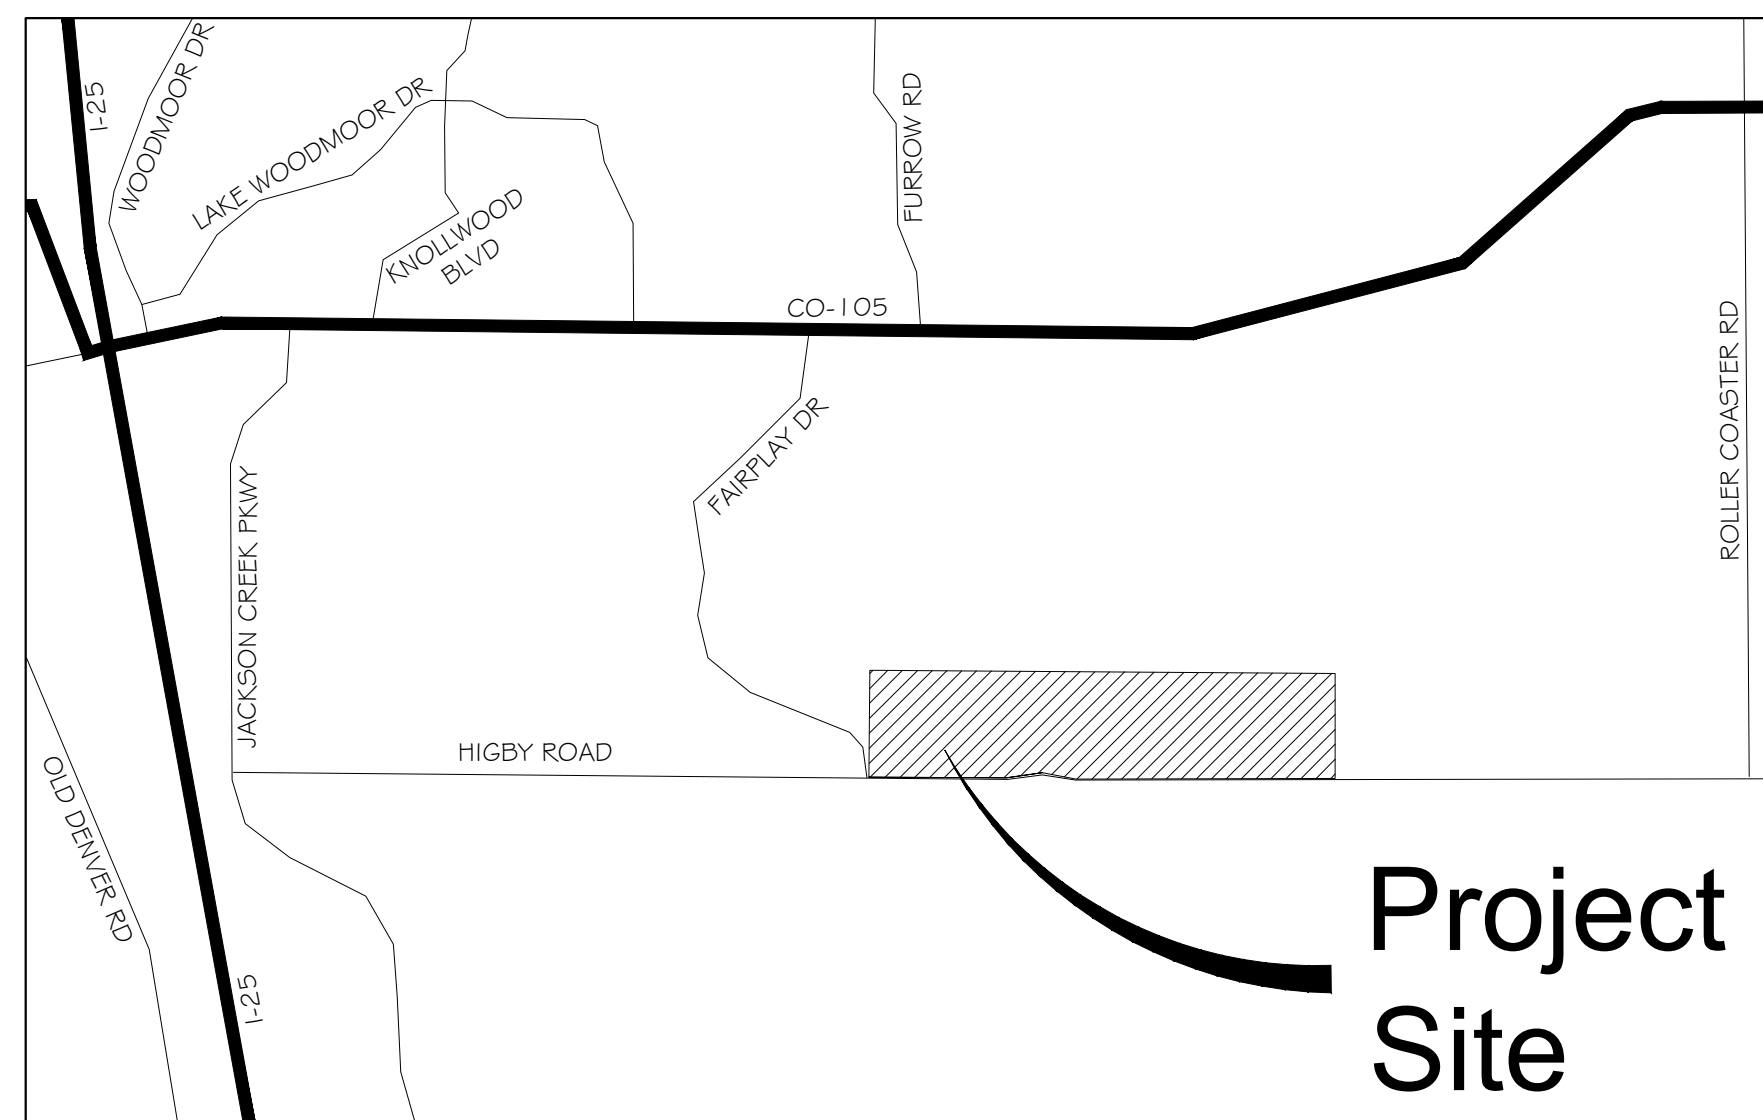 I-25
WOODMOOR DR
LAKE WOODMOOR DR
KNOLLWOOD
BLVD
FURROW RD
CO-105
FAIRPLAY DR
ROLLER COASTER RD
JACKSON CREEK PKWY
HIGBY ROAD
OLD DENVER RD
I-25
Project
Site